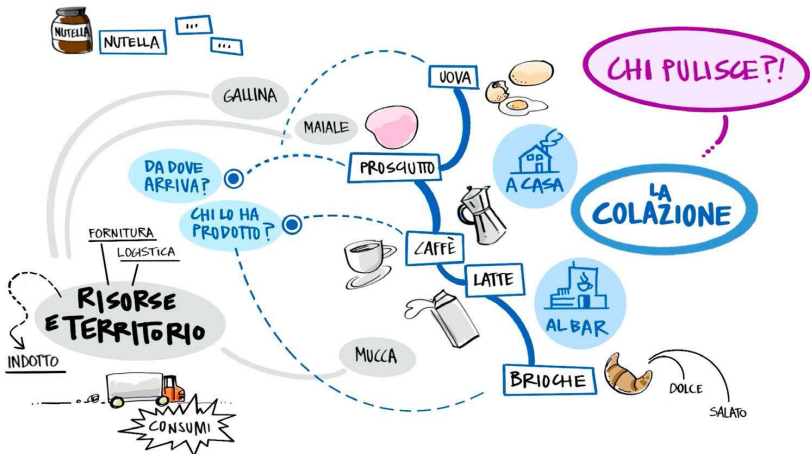 NUTELLA
NUTELLA
...
...
GALLINA
MAIALE
UOVA
CHI PULISCE?!
DA DOVE
ARRIVA?
PROSCIUTTO
A CASA
LA
COLAZIONE
CHI LO HA
PRODOTTO?
CAFFÈ
LATTE
FORNITURA
LOGISTICA
RISORSE
E TERRITORIO
INDOTTO
MUCCA
AL BAR
BRIOCHE
DOLCE
SALATO
CONSUMI